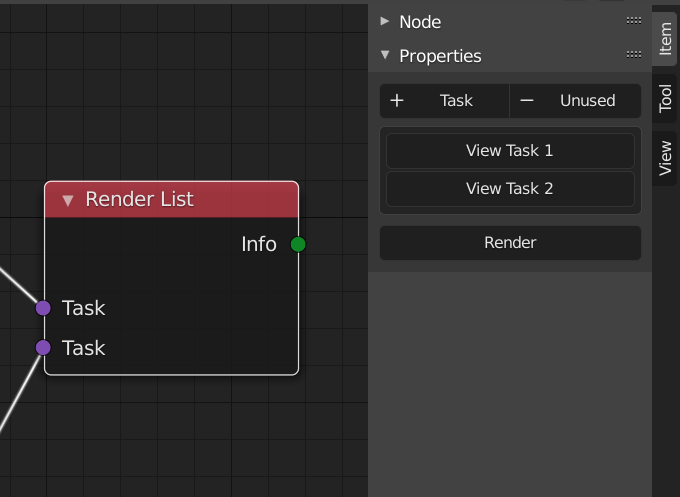 Render List
Info
Task
Task
Node
Properties
+ Task − Unused
View Task 1
View Task 2
Render
Item
Tool
View